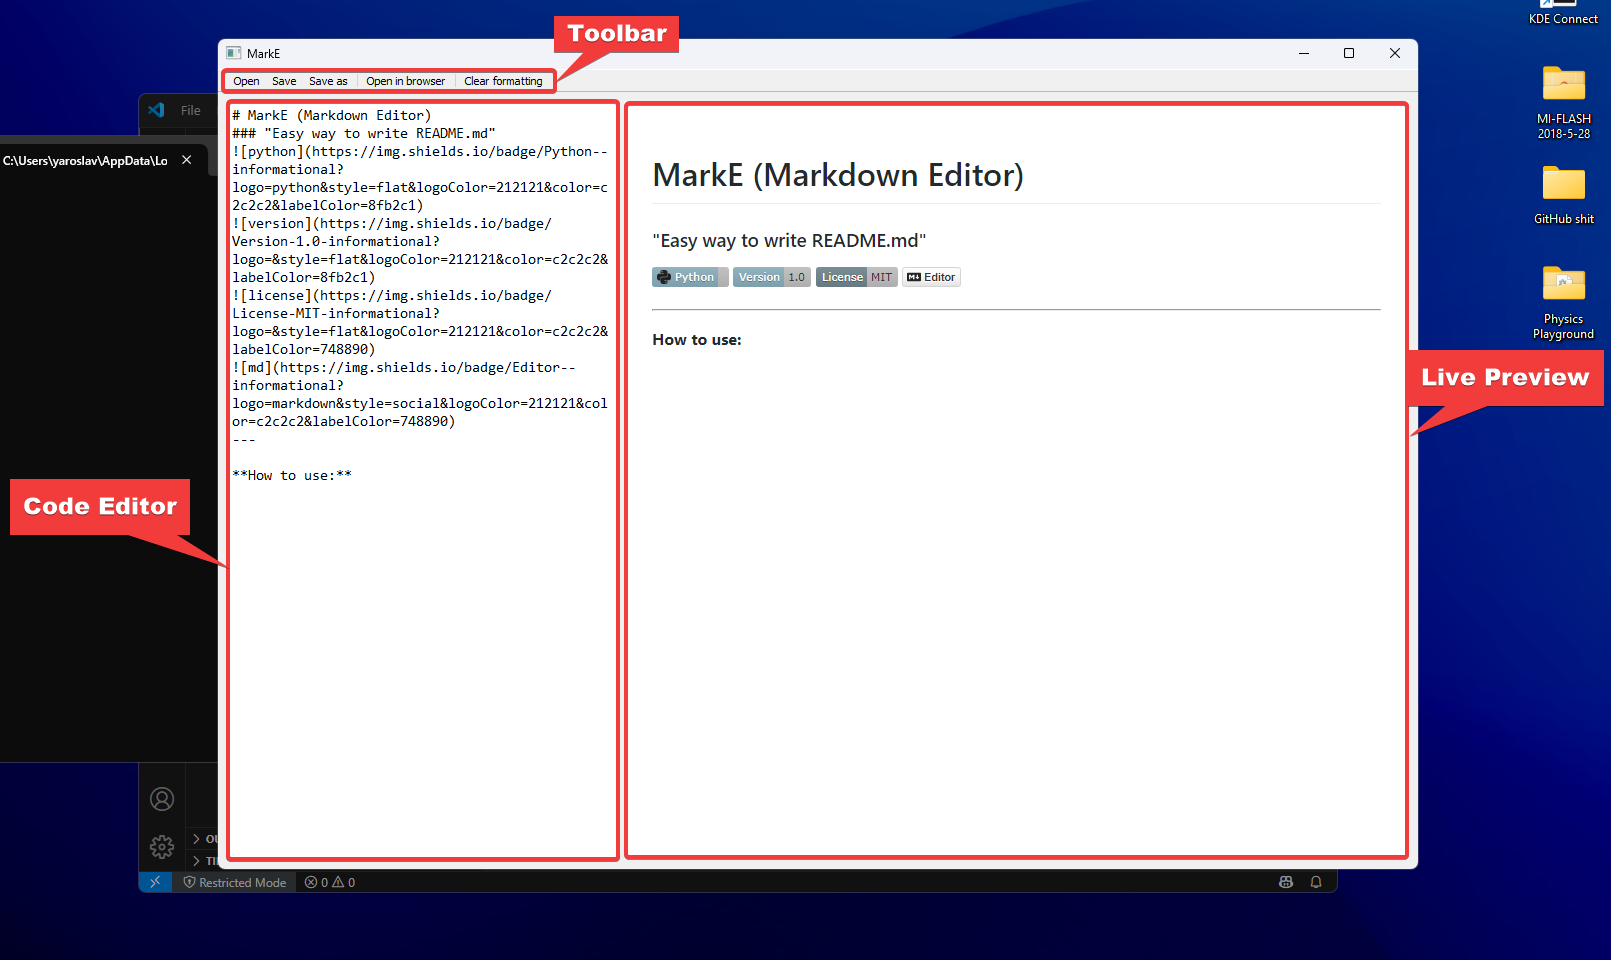 KDE Connect
Toolbar
MarkE
Open Save Save as Open in browser Clear formatting
File
C:\Users\yaroslav\AppData\Lo
# MarkE (Markdown Editor)
### "Easy way to write README.md"
![python](https://img.shields.io/badge/Python--
informational?
logo=python&style=flat&logoColor=212121&color=c
2c2c2&labelColor=8fb2c1)
![version](https://img.shields.io/badge/
Version-1.0-informational?
logo=&style=flat&logoColor=212121&color=c2c2c2&
labelColor=8fb2c1)
![license](https://img.shields.io/badge/
License-MIT-informational?
logo=&style=flat&logoColor=212121&color=c2c2c2&
labelColor=748890)
![md](https://img.shields.io/badge/Editor--
informational?
logo=markdown&style=social&logoColor=212121&col
or=c2c2c2&labelColor=748890)
---
**How to use:**
MarkE (Markdown Editor)
"Easy way to write README.md"
Python Version 1.0 License MIT Editor
How to use:
MI-FLASH
2018-5-28
GitHub shit
Physics
Playground
Live Preview
Code Editor
OU
TI
Restricted Mode 0 0